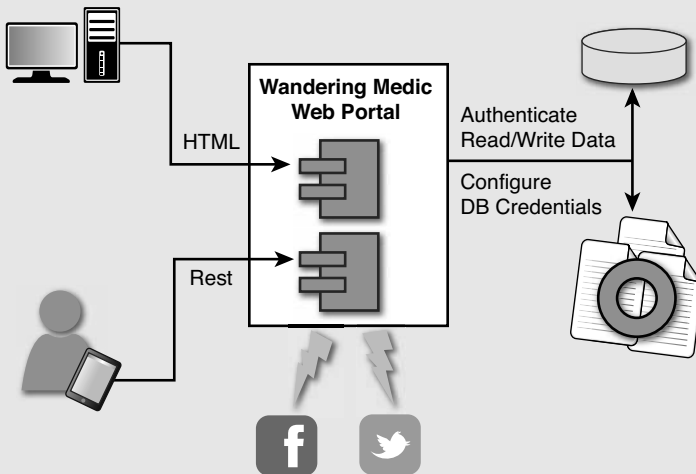 Wandering Medic
Web Portal
HTML
Rest
Authenticate
Read/Write Data
Configure
DB Credentials
f